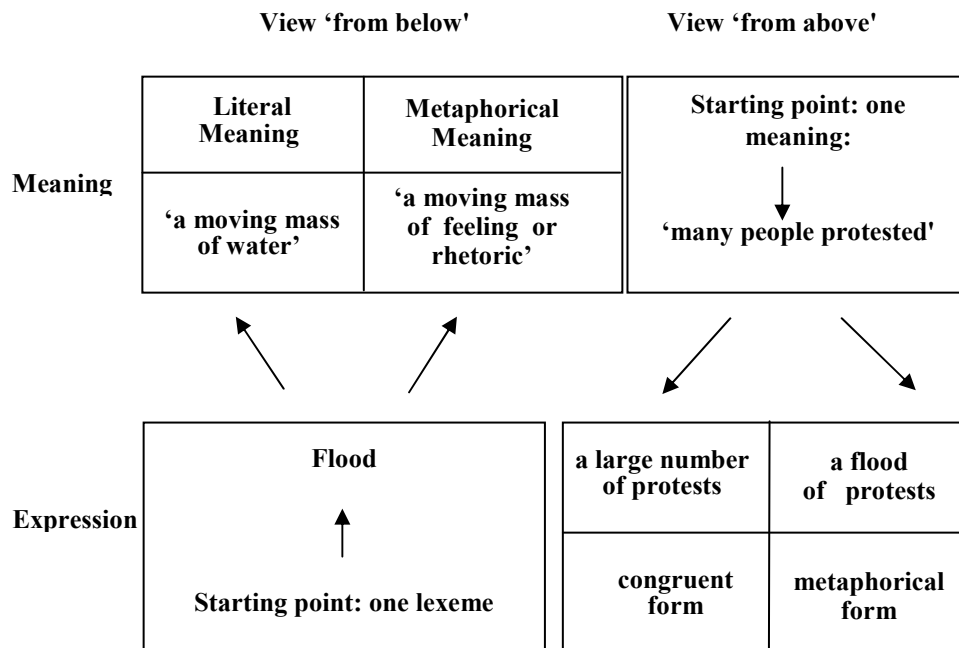 View ‘from below'
View ‘from above'
Literal
Meaning
Metaphorical
Meaning
Starting point: one
meaning:
Meaning
‘a moving mass
of water’
‘a moving mass
of feeling or
rhetoric’
‘many people protested'
Flood
a large number
of protests
a flood
of protests
Expression
Starting point: one lexeme
congruent
form
metaphorical
form